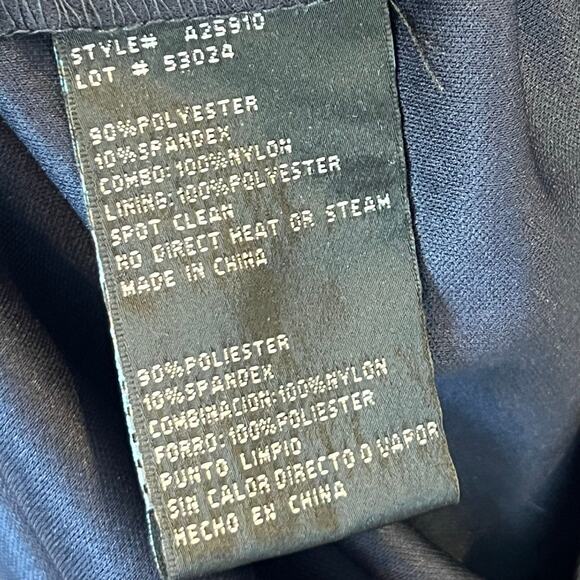 STYLE# A25910
LOT # 53024
90%POLYESTER
10%SPANDEX
COMBO:100%NYLON
LINING:100%POLYESTER
SPOT CLEAN
NO DIRECT HEAT OR STEAM
MADE IN CHINA
90%POLIESTER
10%SPANDEX
COMBINACION:100%NYLON
FORRO:100%POLIESTER
PUNTO LIMPIO
SIN CALOR DIRECTO O VAPOR
HECHO EN CHINA